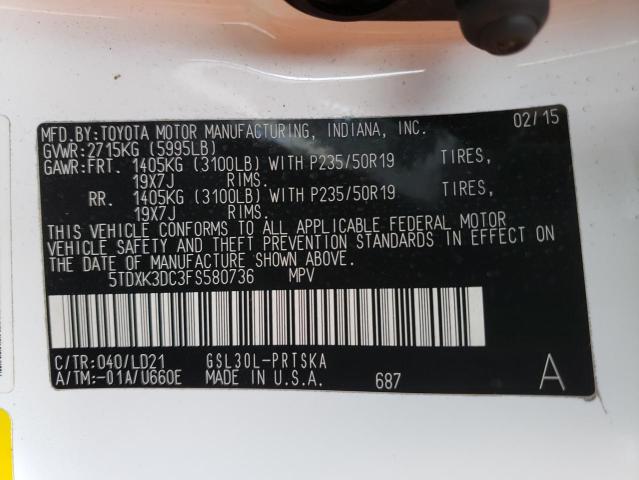 MFD.BY:TOYOTA MOTOR MANUFACTURING, INDIANA, INC. 02/15
GVWR:2715KG (5995LB)
GAWR:FRT. 1405KG (3100LB) WITH P235/50R19 TIRES,
19X7J RIMS.
RR. 1405KG (3100LB) WITH P235/50R19 TIRES,
19X7J RIMS.
THIS VEHICLE CONFORMS TO ALL APPLICABLE FEDERAL MOTOR
VEHICLE SAFETY AND THEFT PREVENTION STANDARDS IN EFFECT ON
THE DATE OF MANUFACTURE SHOWN ABOVE.
5TDXK3DC3FS580736 MPV
C/TR:040/LD21 GSL30L-PRTSKA
A/TM:-01A/U660E MADE IN U.S.A. 687 A